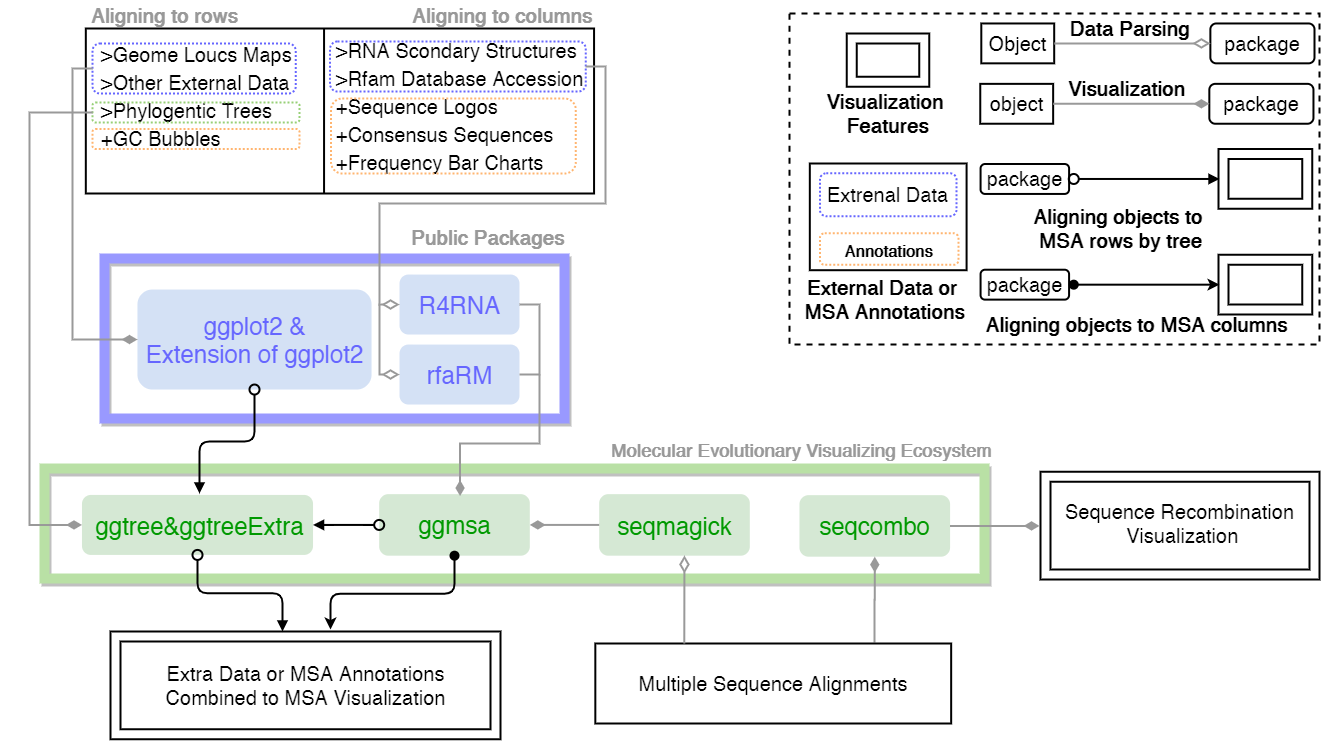 Aligning to rows
Aligning to columns
>Geome Loucs Maps
>Other External Data
>Phylogentic Trees
+GC Bubbles
>RNA Scondary Structures
>Rfam Database Accession
+Sequence Logos
+Consensus Sequences
+Frequency Bar Charts
Visualization
Features
Object
Data Parsing
package
object
Visualization
package
Extrenal Data
Annotations
External Data or
MSA Annotations
package
Aligning objects to
MSA rows by tree
package
Aligning objects to MSA columns
Public Packages
ggplot2 &
Extension of ggplot2
R4RNA
rfaRM
Molecular Evolutionary Visualizing Ecosystem
ggtree&ggtreeExtra
ggmsa
seqmagick
seqcombo
Sequence Recombination
Visualization
Extra Data or MSA Annotations
Combined to MSA Visualization
Multiple Sequence Alignments